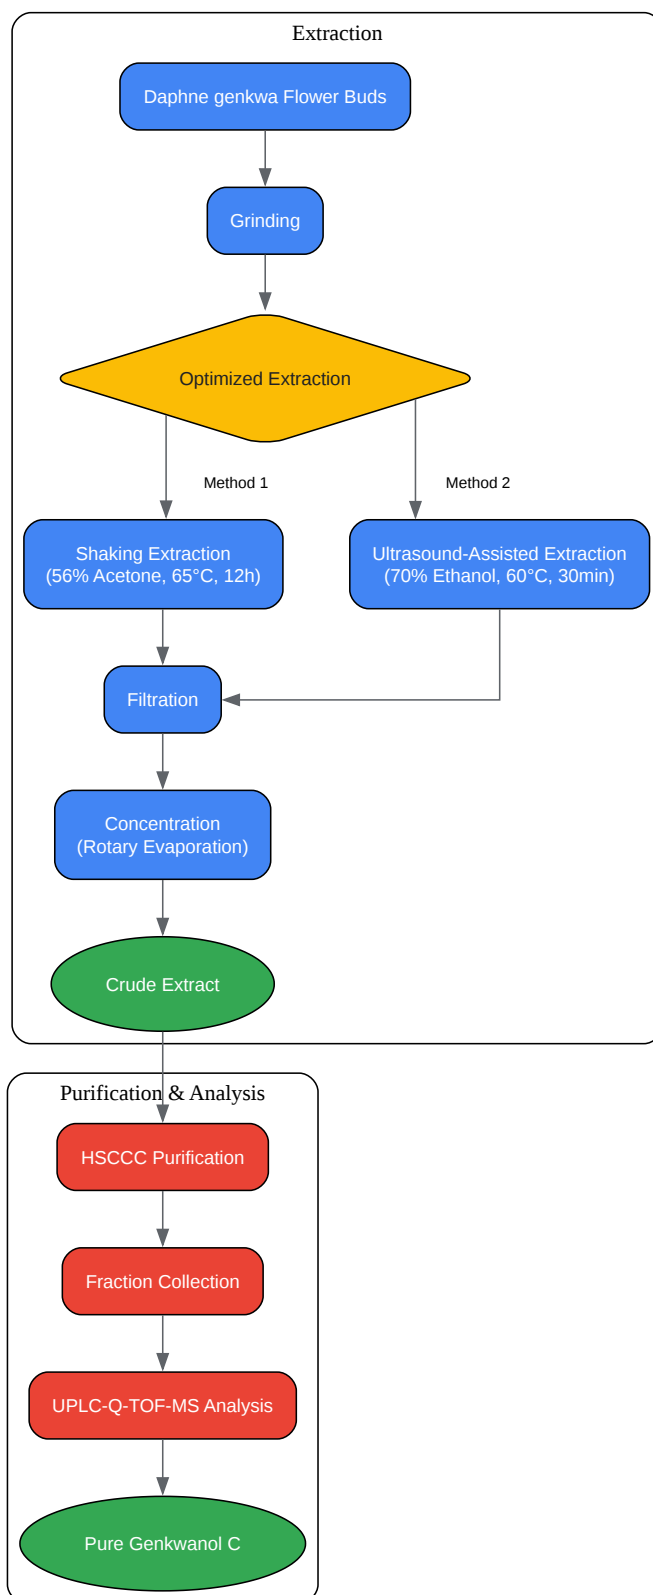 Extraction
Daphne genkwa Flower Buds
Grinding
Optimized Extraction
Method 1
Method 2
Shaking Extraction
(56% Acetone, 65°C, 12h)
Ultrasound-Assisted Extraction
(70% Ethanol, 60°C, 30min)
Filtration
Concentration
(Rotary Evaporation)
Crude Extract
Purification & Analysis
HSCCC Purification
Fraction Collection
UPLC-Q-TOF-MS Analysis
Pure Genkwanol C